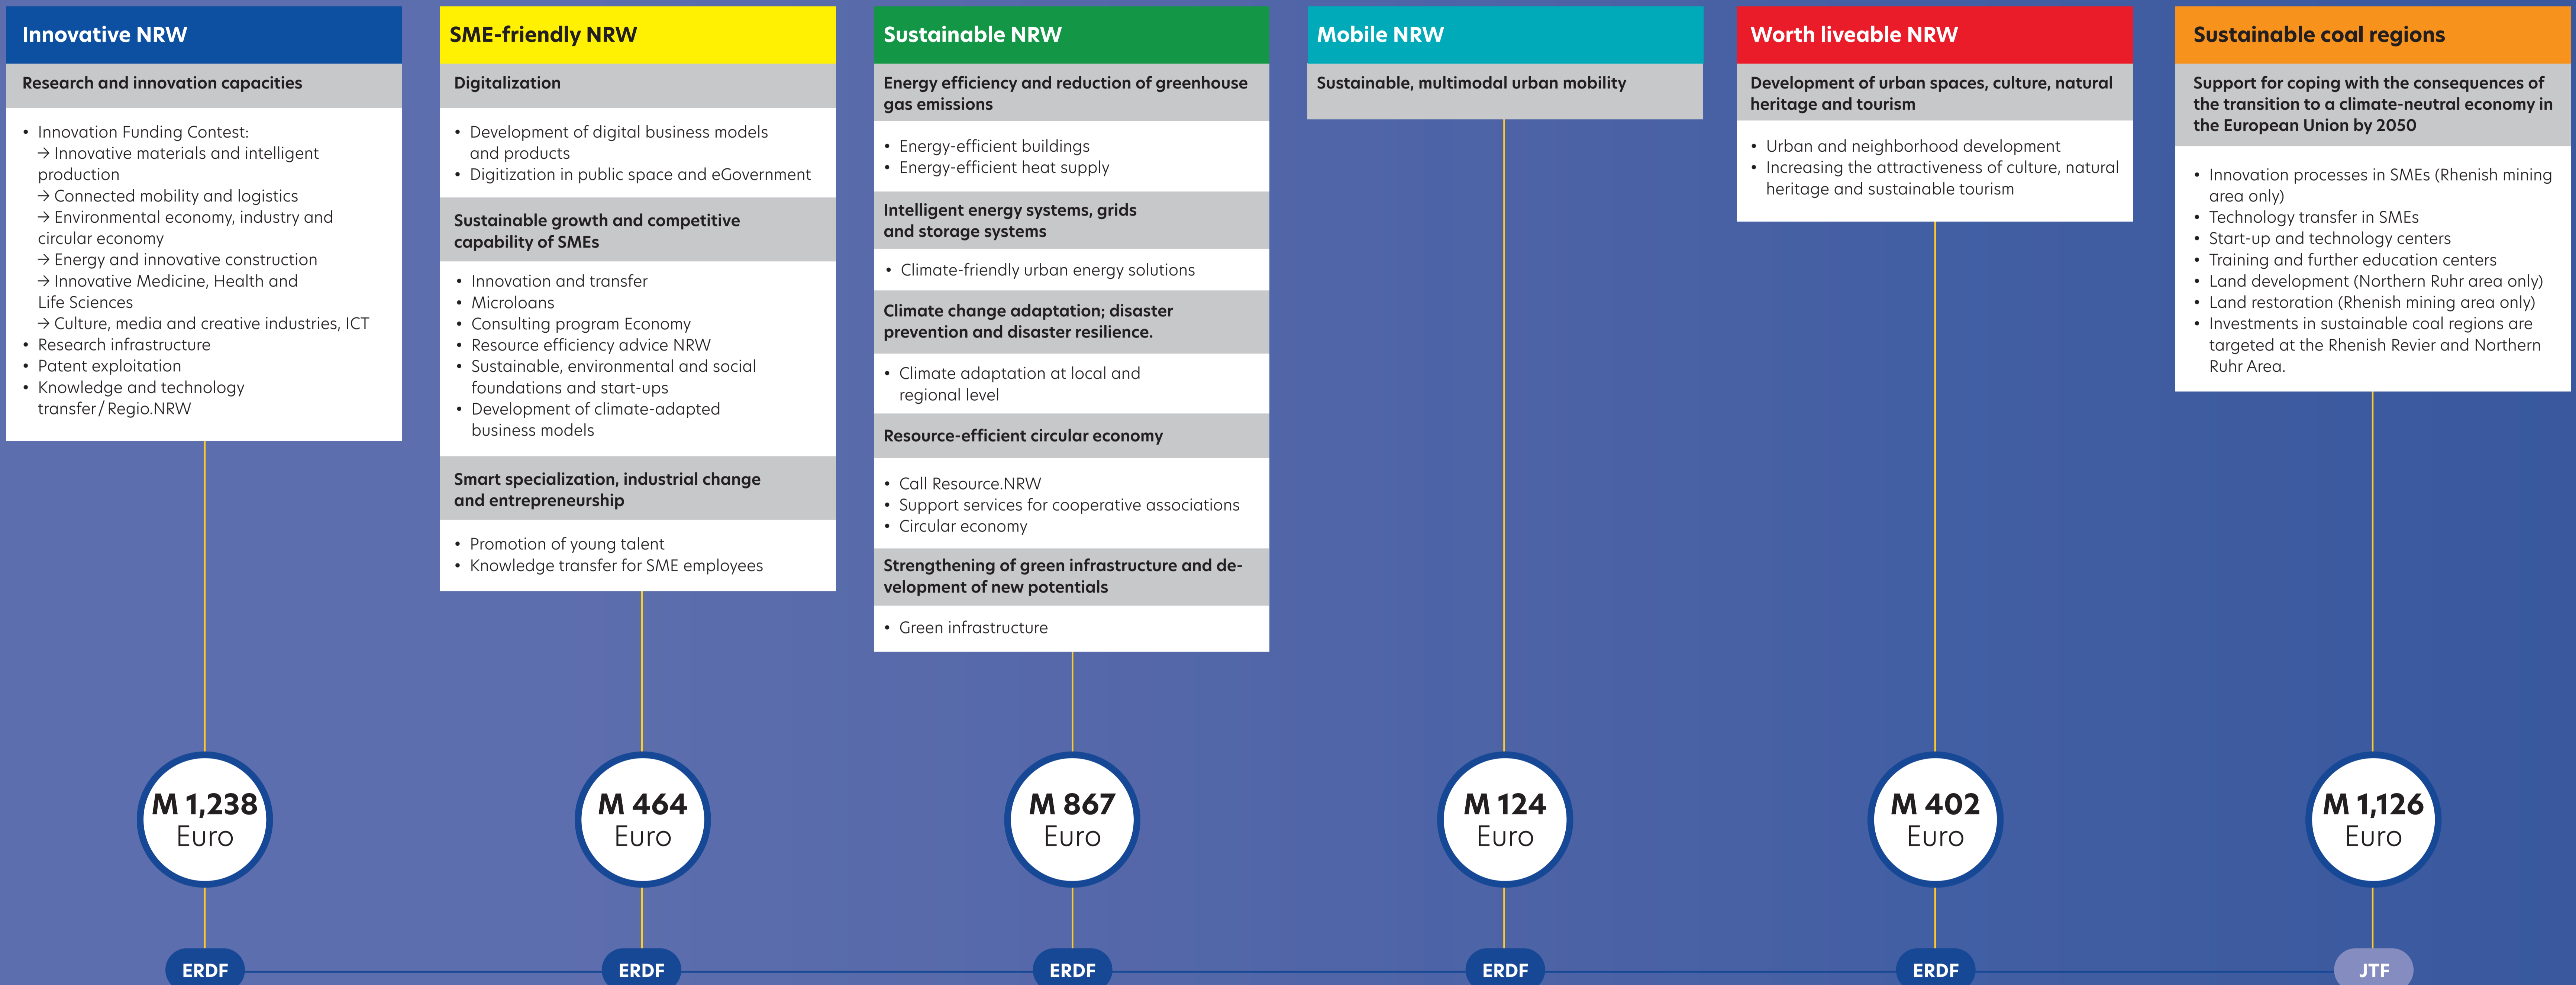 Innovative NRW
Research and innovation capacities
• Innovation Funding Contest:
→ Innovative materials and intelligent
production
→ Connected mobility and logistics
→ Environmental economy, industry and
circular economy
→ Energy and innovative construction
→ Innovative Medicine, Health and
Life Sciences
→ Culture, media and creative industries, ICT
• Research infrastructure
• Patent exploitation
• Knowledge and technology
transfer / Regio.NRW
M 1,238
Euro
ERDF
SME-friendly NRW
Digitalization
• Development of digital business models
and products
• Digitization in public space and eGovernment
Sustainable growth and competitive
capability of SMEs
• Innovation and transfer
• Microloans
• Consulting program Economy
• Resource efficiency advice NRW
• Sustainable, environmental and social
foundations and start-ups
• Development of climate-adapted
business models
Smart specialization, industrial change
and entrepreneurship
• Promotion of young talent
• Knowledge transfer for SME employees
M 464
Euro
ERDF
Sustainable NRW
Energy efficiency and reduction of greenhouse
gas emissions
• Energy-efficient buildings
• Energy-efficient heat supply
Intelligent energy systems, grids
and storage systems
• Climate-friendly urban energy solutions
Climate change adaptation; disaster
prevention and disaster resilience.
• Climate adaptation at local and
regional level
Resource-efficient circular economy
• Call Resource.NRW
• Support services for cooperative associations
• Circular economy
Strengthening of green infrastructure and de-
velopment of new potentials
• Green infrastructure
M 867
Euro
ERDF
Mobile NRW
Sustainable, multimodal urban mobility
M 124
Euro
ERDF
Worth liveable NRW
Development of urban spaces, culture, natural
heritage and tourism
• Urban and neighborhood development
• Increasing the attractiveness of culture, natural
heritage and sustainable tourism
M 402
Euro
ERDF
Sustainable coal regions
Support for coping with the consequences of
the transition to a climate-neutral economy in
the European Union by 2050
• Innovation processes in SMEs (Rhenish mining
area only)
• Technology transfer in SMEs
• Start-up and technology centers
• Training and further education centers
• Land development (Northern Ruhr area only)
• Land restoration (Rhenish mining area only)
• Investments in sustainable coal regions are
targeted at the Rhenish Revier and Northern
Ruhr Area.
M 1,126
Euro
JTF